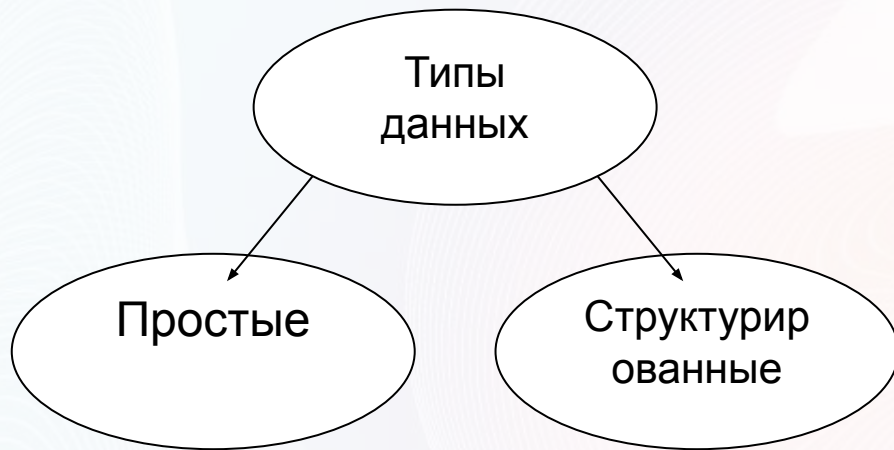 Типы
данных
Простые
Структурир
ованные